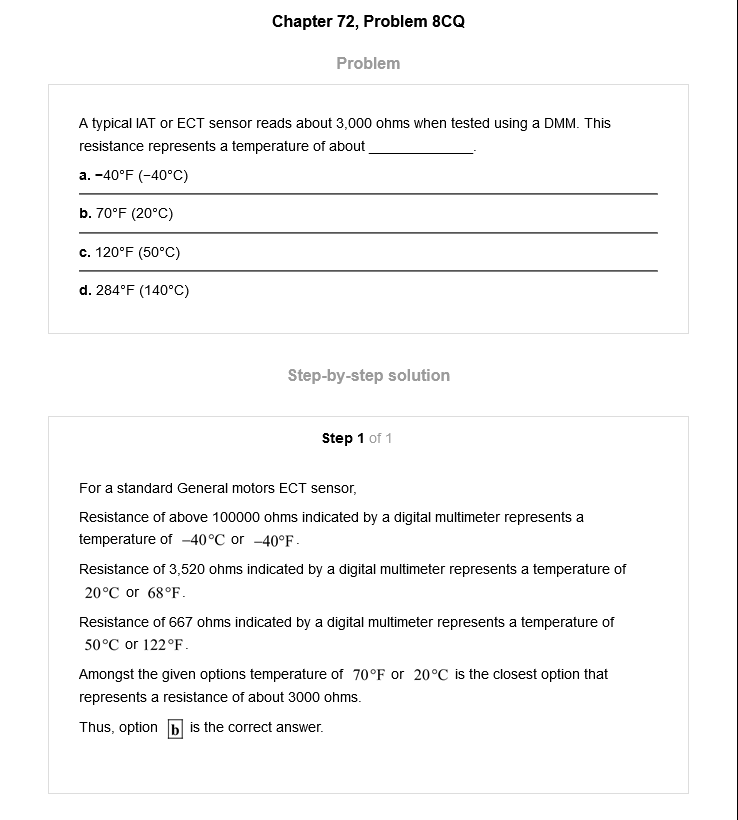 Chapter 72, Problem 8CQ
Problem
A typical IAT or ECT sensor reads about 3,000 ohms when tested using a DMM. This
resistance represents a temperature of about ______________.
a. −40°F (−40°C)
b. 70°F (20°C)
c. 120°F (50°C)
d. 284°F (140°C)
Step-by-step solution
Step 1 of 1
For a standard General motors ECT sensor,
Resistance of above 100000 ohms indicated by a digital multimeter represents a
temperature of −40°C or −40°F.
Resistance of 3,520 ohms indicated by a digital multimeter represents a temperature of
20°C or 68°F.
Resistance of 667 ohms indicated by a digital multimeter represents a temperature of
50°C or 122°F.
Amongst the given options temperature of 70°F or 20°C is the closest option that
represents a resistance of about 3000 ohms.
Thus, option b is the correct answer.